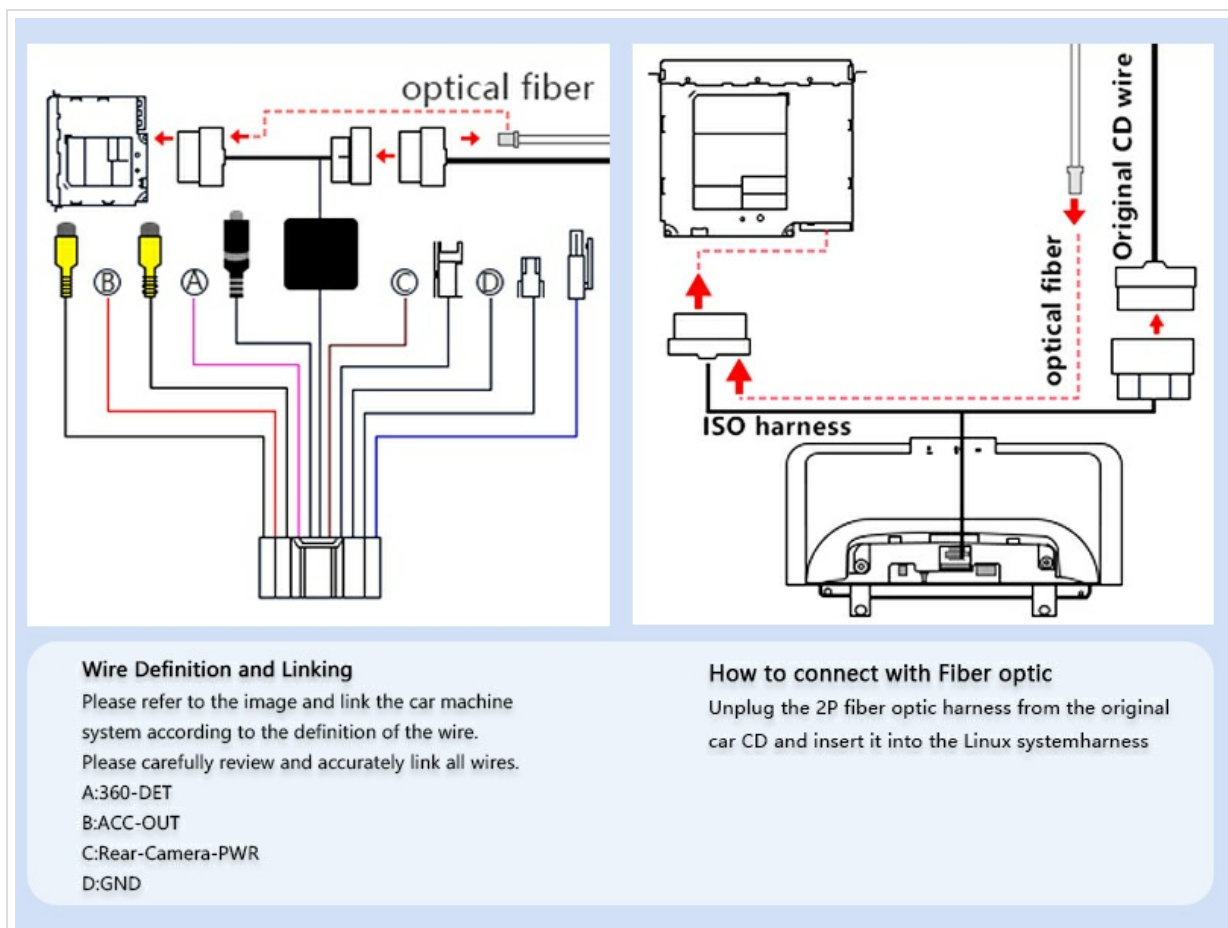 optical fiber
B
A
C
D
optical fiber
Original CD wire
ISO harness
Wire Definition and Linking
Please refer to the image and link the car machine
system according to the definition of the wire.
Please carefully review and accurately link all wires.
A:360-DET
B:ACC-OUT
C:Rear-Camera-PWR
D:GND
How to connect with Fiber optic
Unplug the 2P fiber optic harness from the original
car CD and insert it into the Linux systemharness